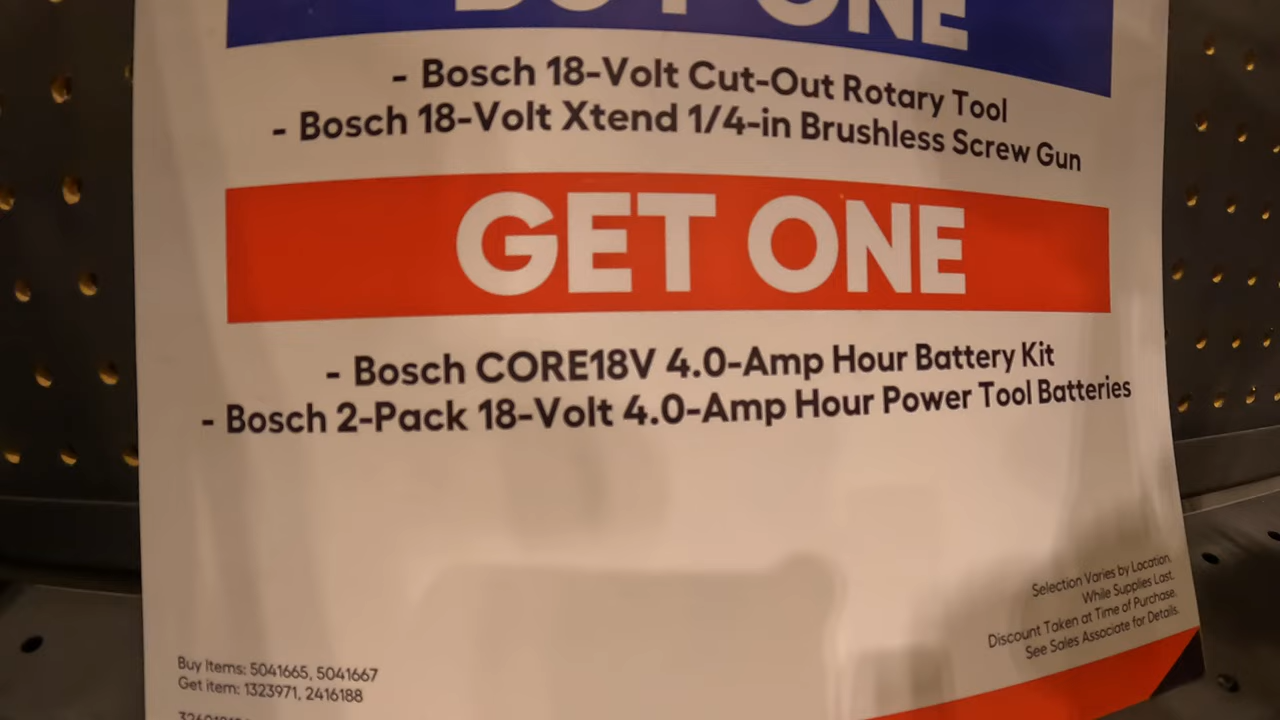 BUY ONE
- Bosch 18-Volt Cut-Out Rotary Tool
- Bosch 18-Volt Xtend 1/4-in Brushless Screw Gun
GET ONE
- Bosch CORE18V 4.0-Amp Hour Battery Kit
- Bosch 2-Pack 18-Volt 4.0-Amp Hour Power Tool Batteries
Selection Varies by Location.
While Supplies Last.
Discount Taken at Time of Purchase.
See Sales Associate for Details.
Buy Items: 5041665, 5041667
Get item: 1323971, 2416188